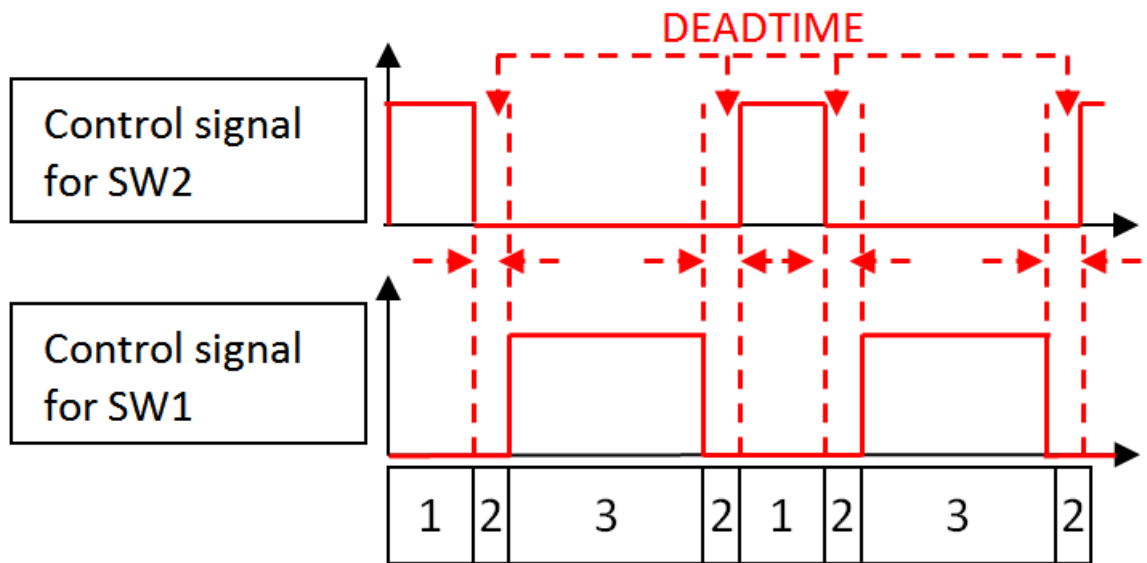 DEADTIME
Control signal
for SW2
Control signal
for SW1
1 2 3 2 1 2 3 2